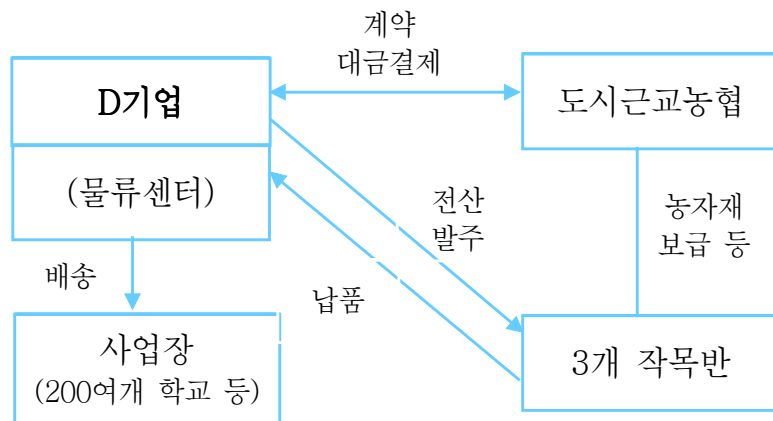 계약
대금결제
D기업
도시근교농협
(물류센터)
전산
발주
농자재
보급 등
배송
납품
사업장
(200여개 학교 등)
3개 작목반